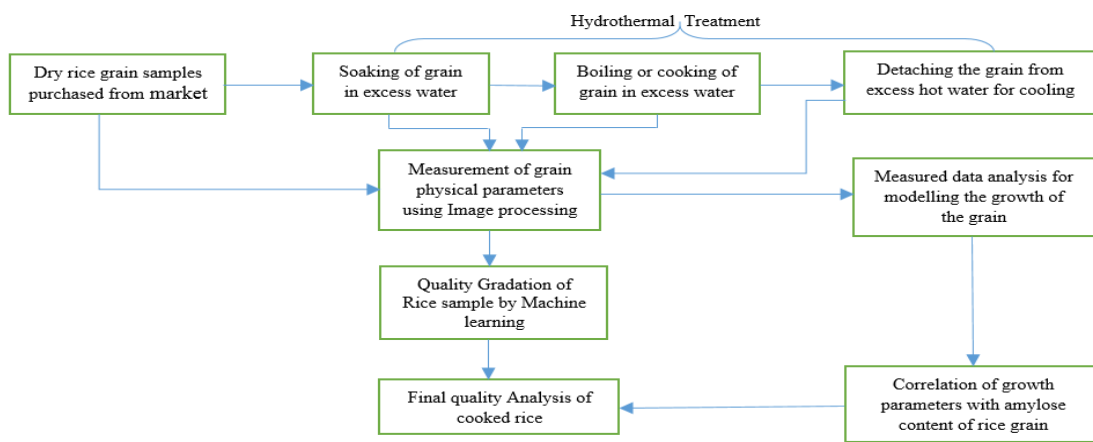 Hydrothermal Treatment
Dry rice grain samples
purchased from market
Soaking of grain
in excess water
Boiling or cooking of
grain in excess water
Detaching the grain from
excess hot water for cooling
Measurement of grain
physical parameters
using Image processing
Measured data analysis for
modelling the growth of
the grain
Quality Gradation of
Rice sample by Machine
learning
Final quality Analysis of
cooked rice
Correlation of growth
parameters with amylose
content of rice grain